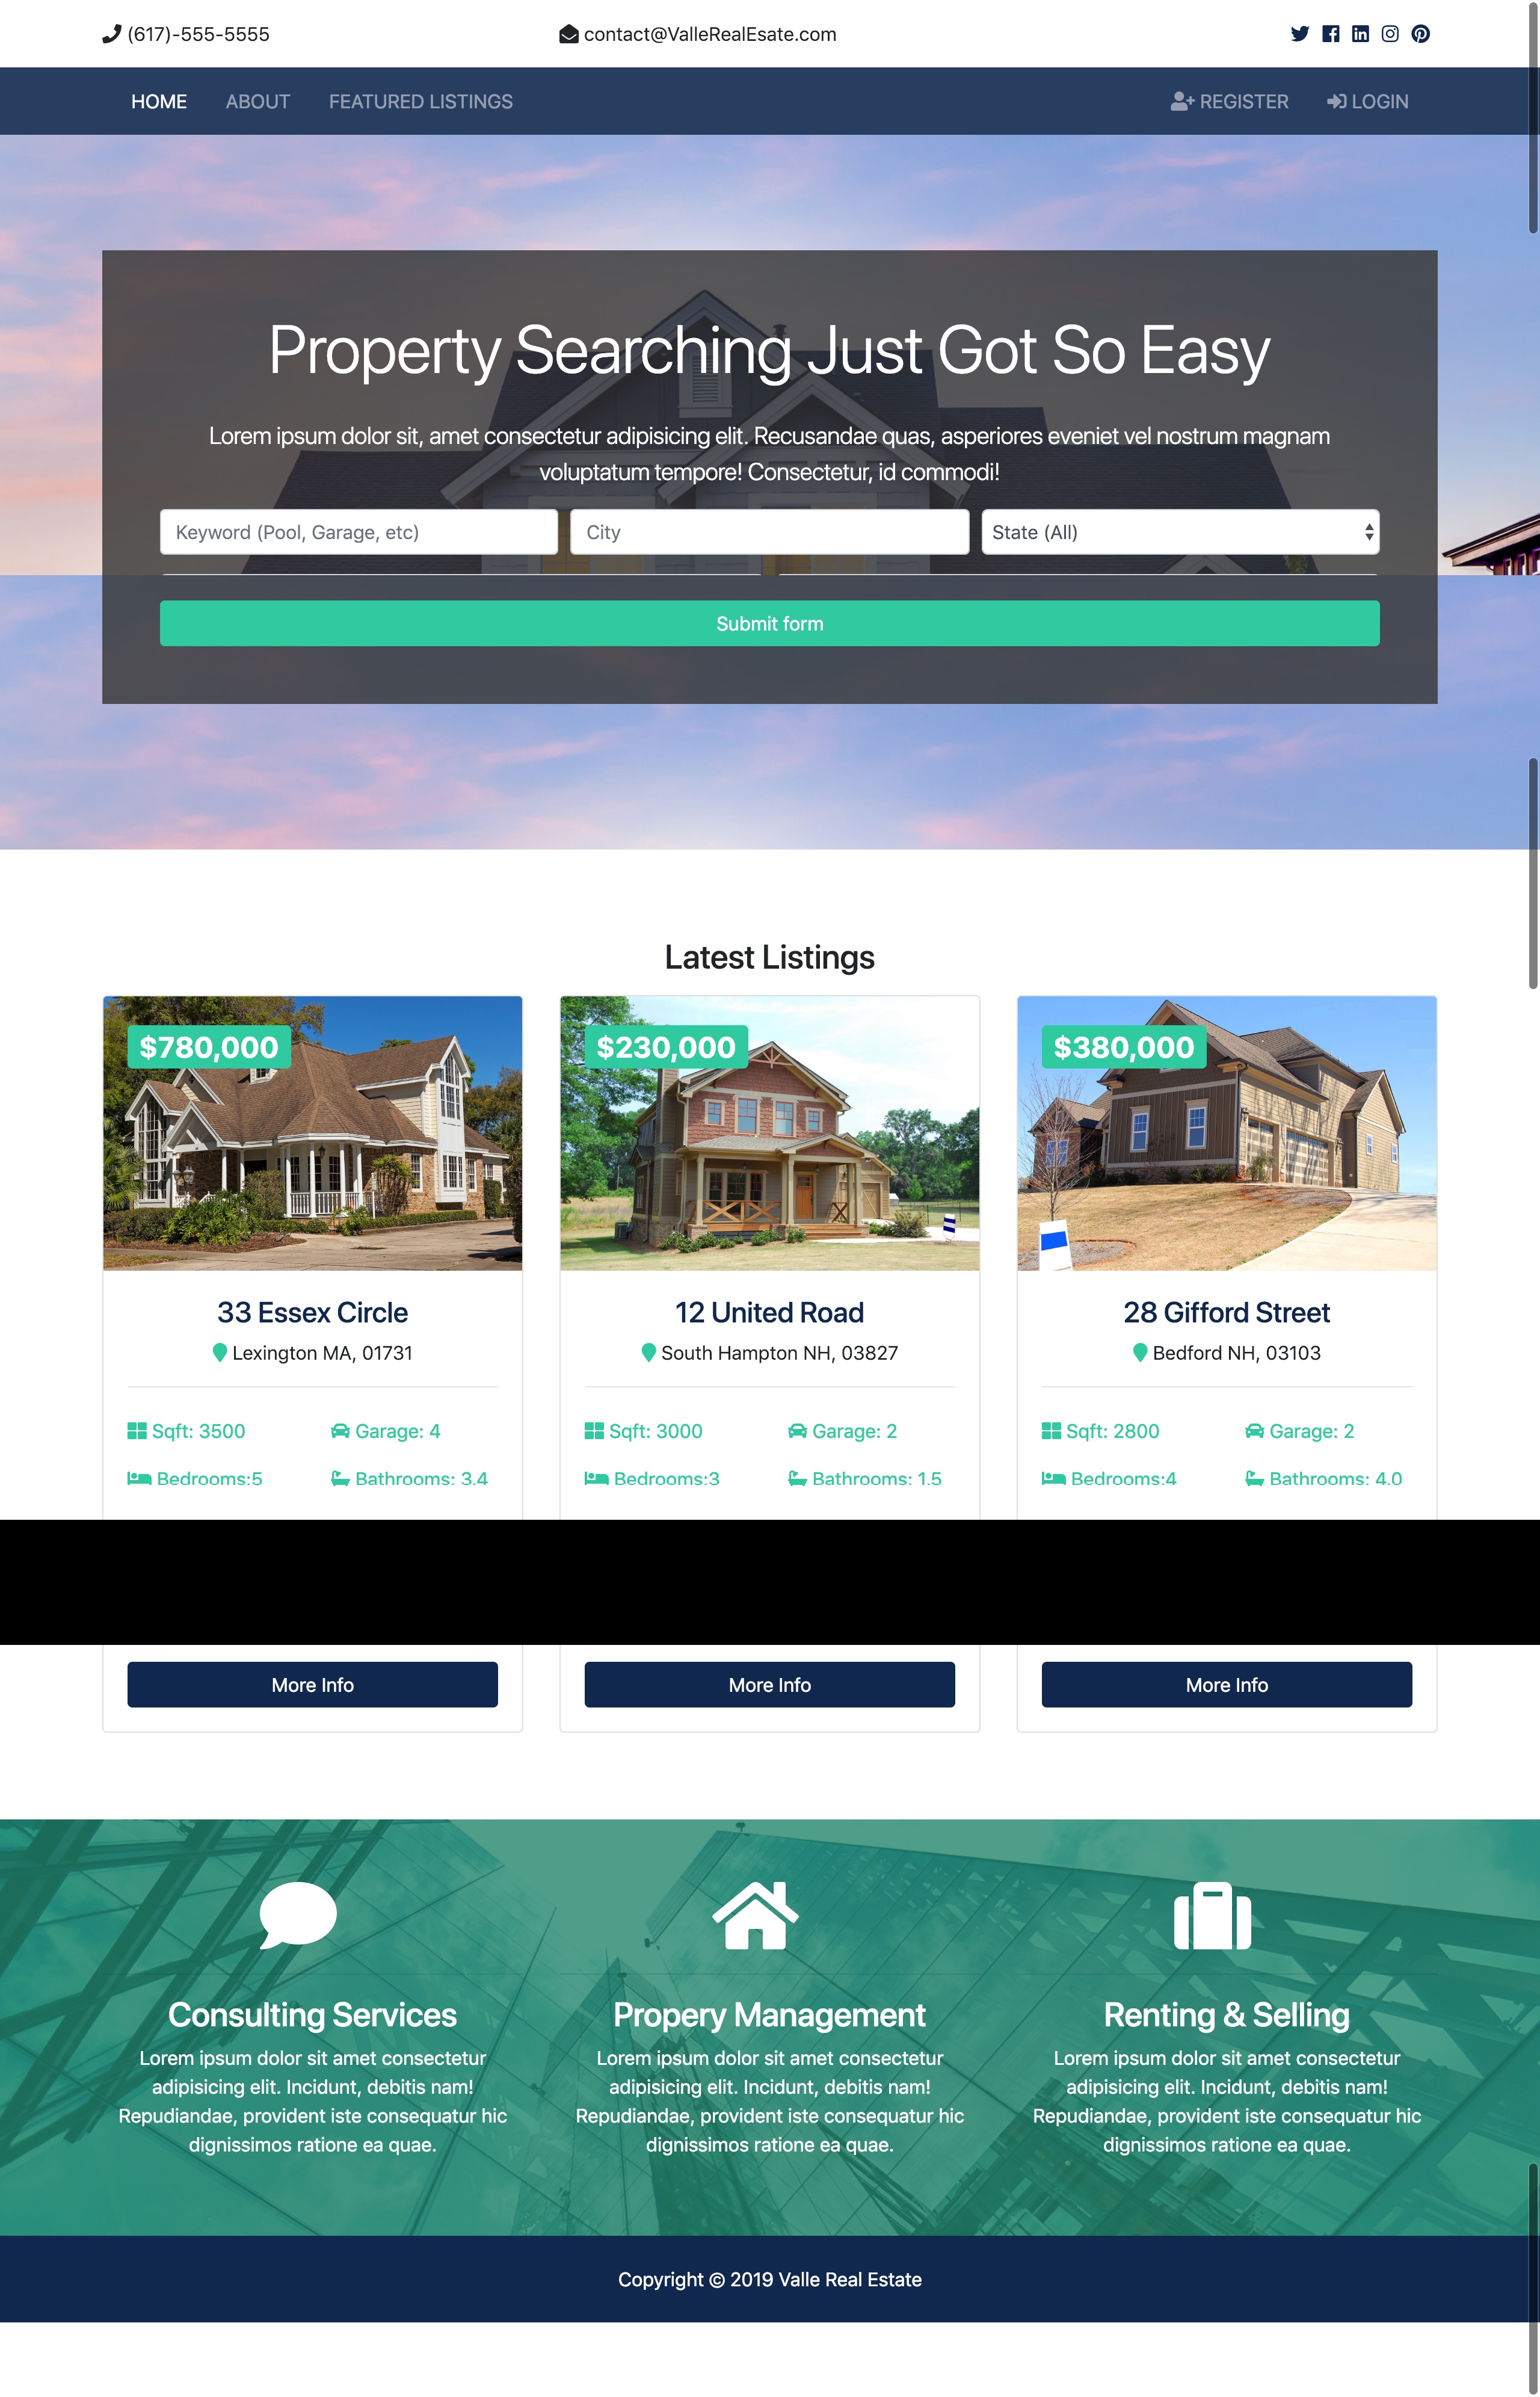 (617)-555-5555
contact@ValleRealEsate.com
HOME
ABOUT
FEATURED LISTINGS
REGISTER
LOGIN
Property Searching Just Got So Easy
Lorem ipsum dolor sit, amet consectetur adipisicing elit. Recusandae quas, asperiores eveniet vel nostrum magnam
voluptatum tempore! Consectetur, id commodi!
Keyword (Pool, Garage, etc)
City
State (All)
Submit form
Latest Listings
$780,000
33 Essex Circle
Lexington MA, 01731
Sqft: 3500
Garage: 4
Bedrooms:5
Bathrooms: 3.4
More Info
$230,000
12 United Road
South Hampton NH, 03827
Sqft: 3000
Garage: 2
Bedrooms:3
Bathrooms: 1.5
More Info
$380,000
28 Gifford Street
Bedford NH, 03103
Sqft: 2800
Garage: 2
Bedrooms:4
Bathrooms: 4.0
More Info
Consulting Services
Lorem ipsum dolor sit amet consectetur
adipisicing elit. Incidunt, debitis nam!
Repudiandae, provident iste consequatur hic
dignissimos ratione ea quae.
Propery Management
Lorem ipsum dolor sit amet consectetur
adipisicing elit. Incidunt, debitis nam!
Repudiandae, provident iste consequatur hic
dignissimos ratione ea quae.
Renting & Selling
Lorem ipsum dolor sit amet consectetur
adipisicing elit. Incidunt, debitis nam!
Repudiandae, provident iste consequatur hic
dignissimos ratione ea quae.
Copyright © 2019 Valle Real Estate